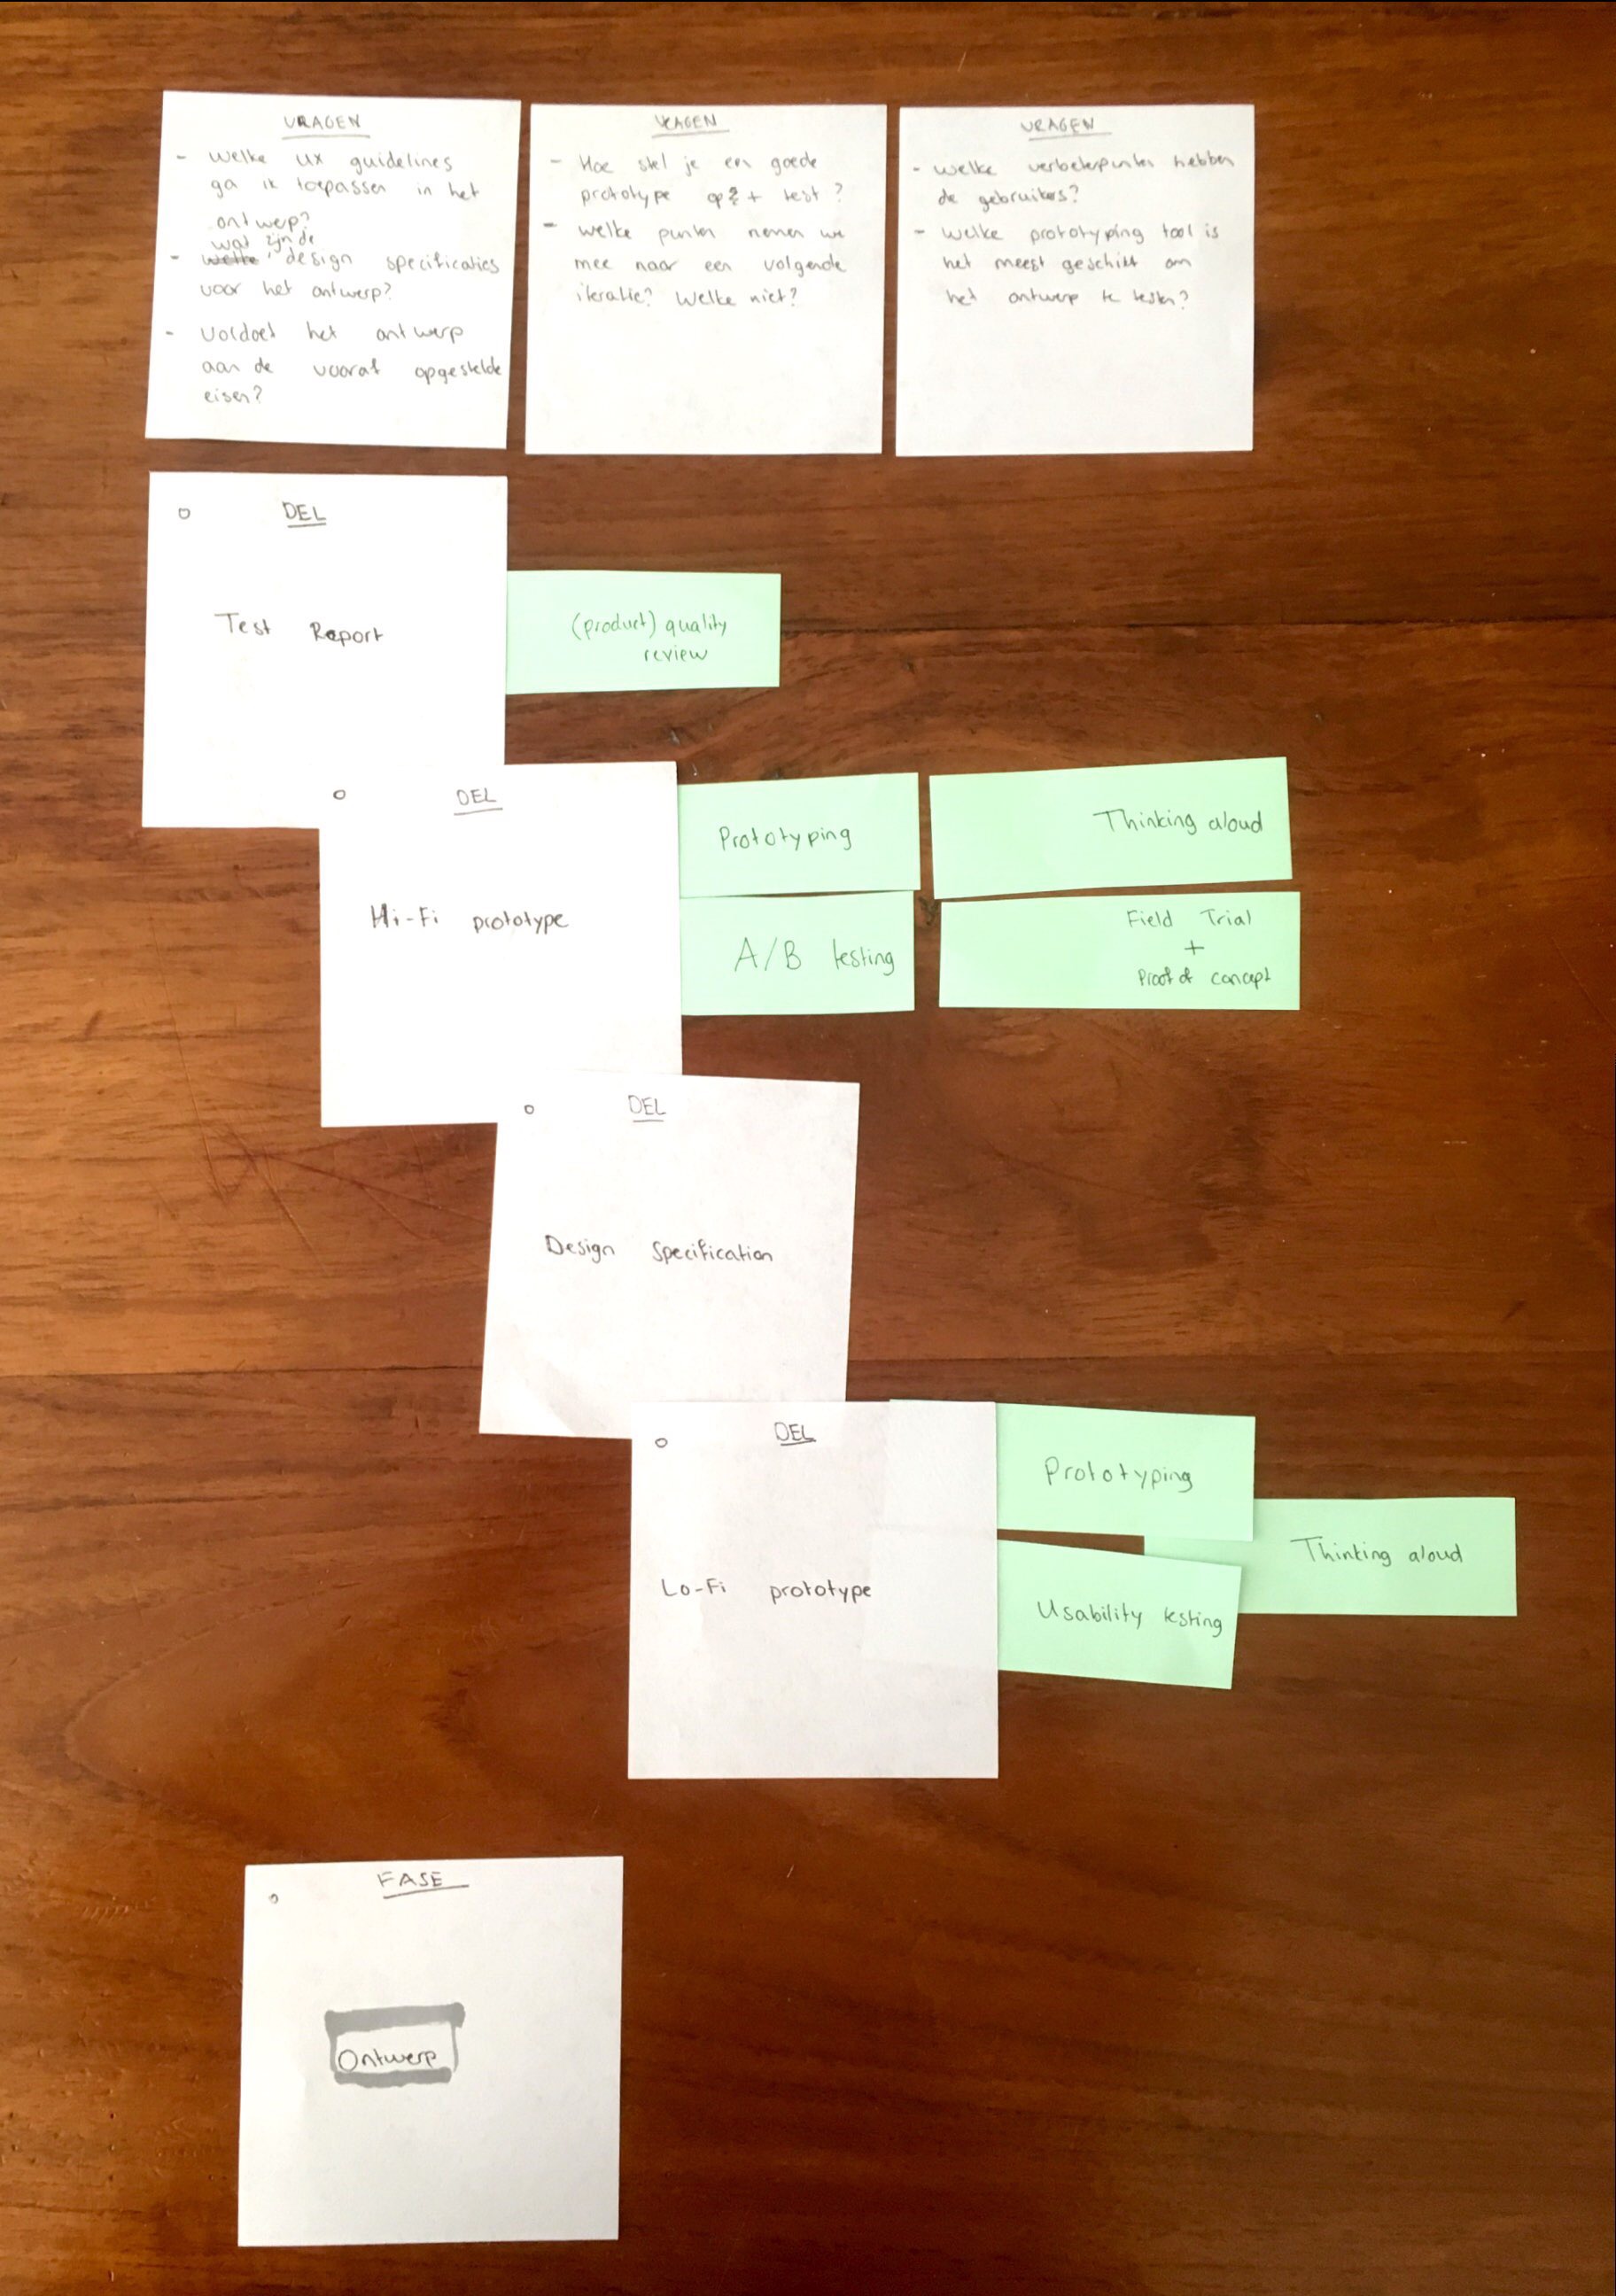 VRAGEN
- welke ux guidelines
ga ik toepassen in het
ontwerp?
wat zijn de
- welke design specificaties
voor het ontwerp?
- voldoet het ontwerp
aan de vooraf opgestelde
eisen?
VRAGEN
- Hoe stel je een goede
prototype op? + test?
- welke punten nemen we
mee naar een volgende
iteratie? Welke niet?
VRAGEN
- welke verbeterpunten hebben
de gebruikers?
- welke prototyping tool is
het meest geschikt om
het ontwerp te testen?
DEL
Test Report
(product) quality
review
DEL
Hi-Fi prototype
Prototyping
Thinking aloud
A/B testing
Field Trial
+
Proof of concept
DEL
Design Specification
DEL
Lo-Fi prototype
Prototyping
Thinking aloud
Usability testing
FASE
Ontwerp